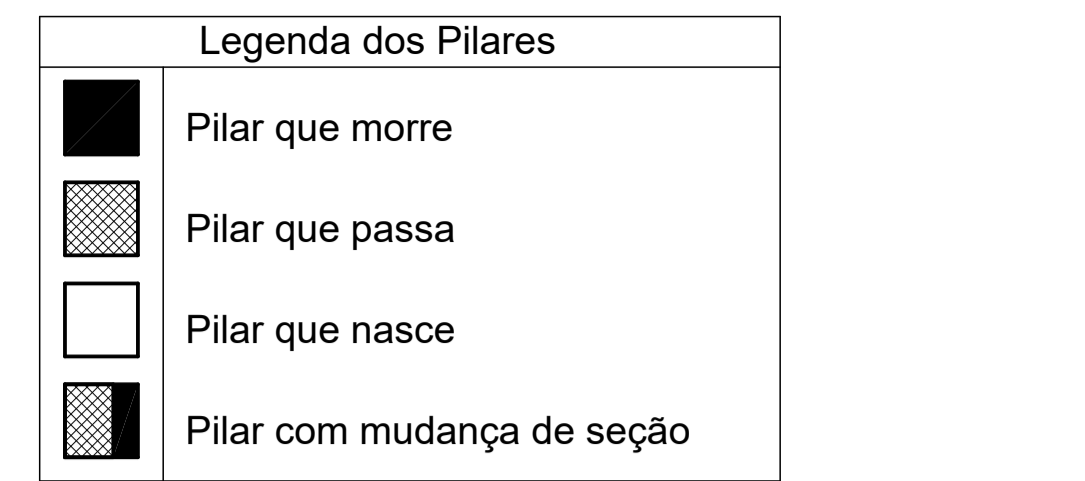 Legenda dos Pilares
Pilar que morre
Pilar que passa
Pilar que nasce
Pilar com mudança de seção